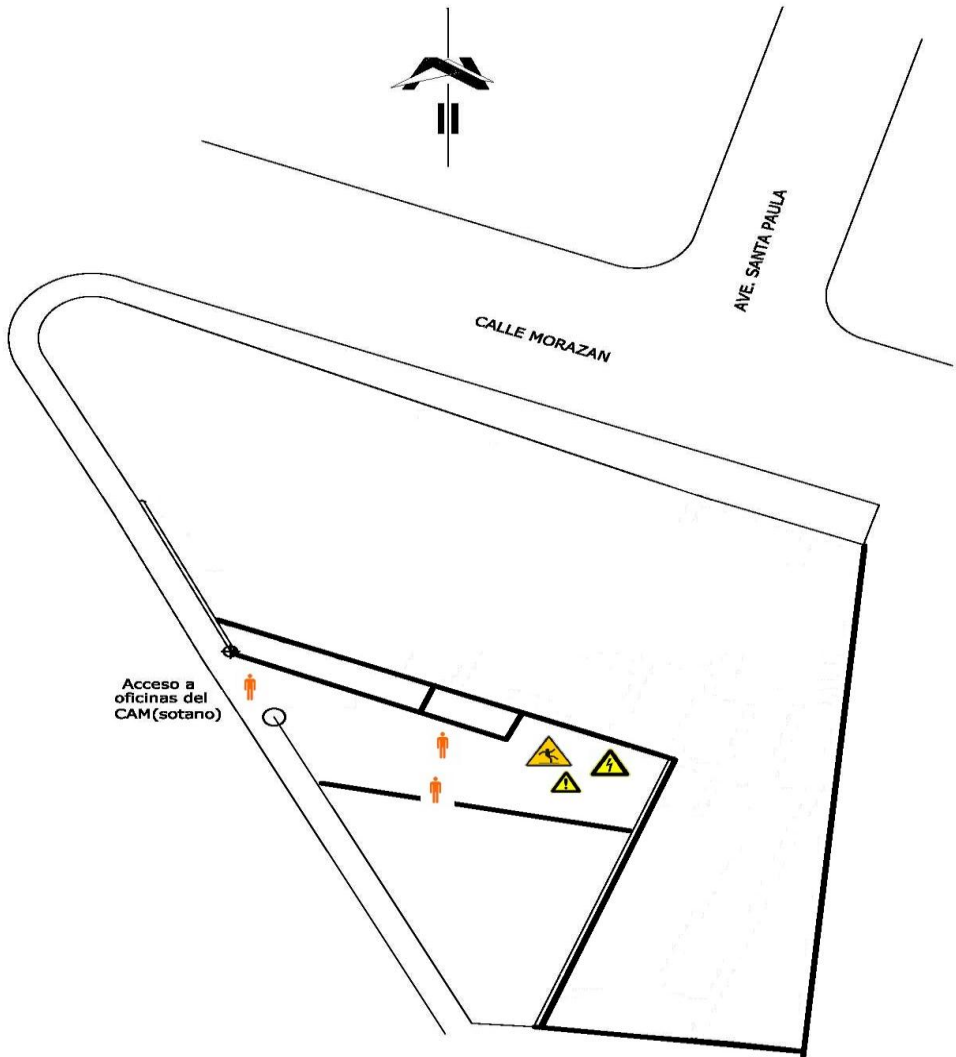 AVE. SANTA PAULA
CALLE MORAZAN
Acceso a
oficinas del
CAM(sotano)